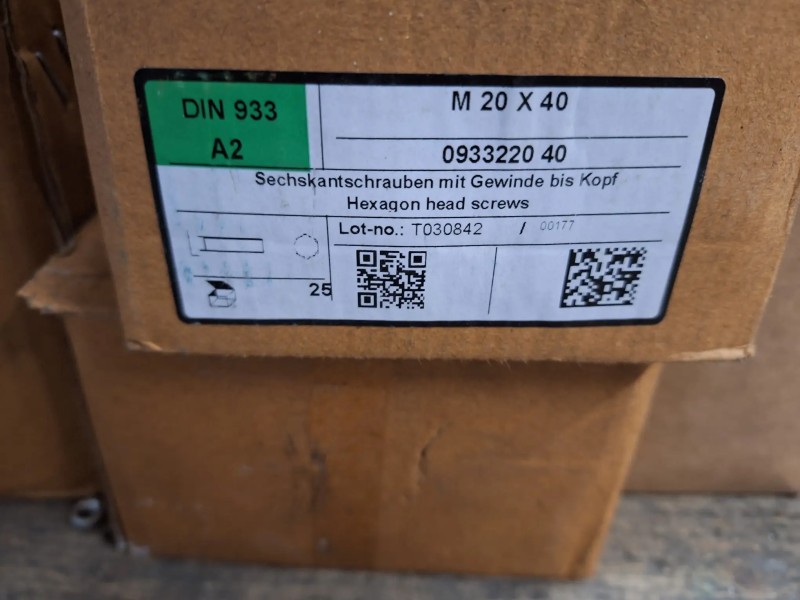 DIN 933
A2
M 20 X 40
0933220 40
Sechskantschrauben mit Gewinde bis Kopf
Hexagon head screws
Lot-no.: T030842 / 00177
25